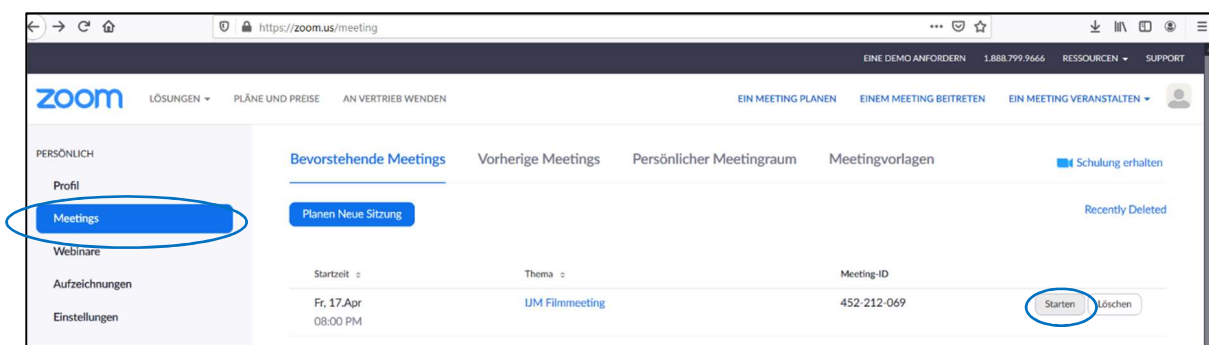 https://zoom.us/meeting
EINE DEMO ANFORDERN 1.888.799.9666 RESSOURCEN SUPPORT
zoom LÖSUNGEN PLÄNE UND PREISE AN VERTRIEB WENDEN EIN MEETING PLANEN EINEM MEETING BEITRETEN EIN MEETING VERANSTALTEN
PERSÖNLICH
Profil
Meetings
Webinare
Aufzeichnungen
Einstellungen
Bevorstehende Meetings Vorherige Meetings Persönlicher Meetingraum Meetingvorlagen Schulung erhalten
Planen Neue Sitzung Recently Deleted
Startzeit Thema Meeting-ID
Fr, 17.Apr IJM Filmmeeting 452-212-069 Starten Löschen
08:00 PM